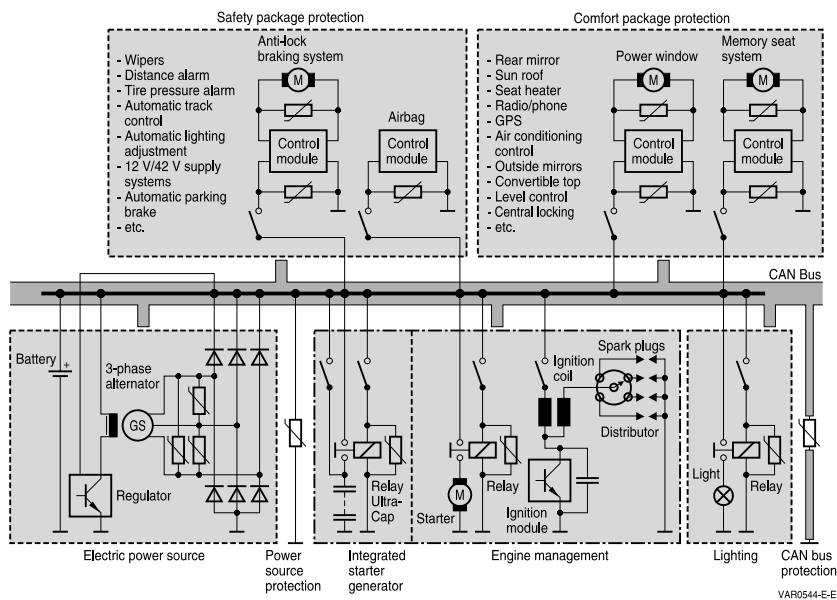 Safety package protection
Comfort package protection
Anti-lock
braking system
- Wipers
- Distance alarm
- Tire pressure alarm
- Automatic track
control
- Automatic lighting
adjustment
- 12 V/42 V supply
systems
- Automatic parking
brake
- etc.
M
Control
module
Airbag
Control
module
- Rear mirror
- Sun roof
- Seat heater
- Radio/phone
- GPS
- Air conditioning
control
- Outside mirrors
- Convertible top
- Level control
- Central locking
- etc.
Power window
M
Control
module
Memory seat
system
M
Control
module
CAN Bus
Battery
+
3-phase
alternator
GS
Regulator
Relay
Ultra-
Cap
M
Starter
Relay
Ignition
coil
Spark plugs
Distributor
Ignition
module
Light
Relay
Electric power source
Power
source
protection
Integrated
starter
generator
Engine management
Lighting
CAN bus
protection
VAR0544-E-E